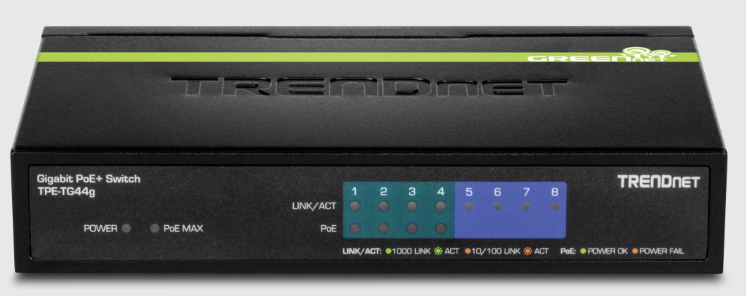 GREENnet
TRENDNET
Gigabit PoE+ Switch
TPE-TG44g
TRENDNET
1 2 3 4 5 6 7 8
LINK/ACT
POWER PoE MAX PoE
LINK/ACT: 1000 LINK ACT 10/100 LINK ACT PoE: POWER OK POWER FAIL